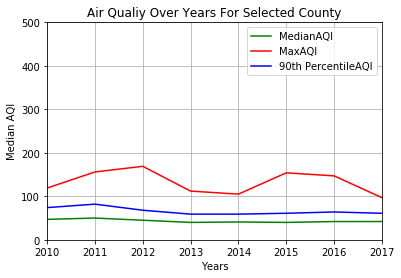 Air Qualiy Over Years For Selected County
500
400
300
200
100
0
Median AQI
MedianAQI
MaxAQI
90th PercentileAQI
2010 2011 2012 2013 2014 2015 2016 2017
Years